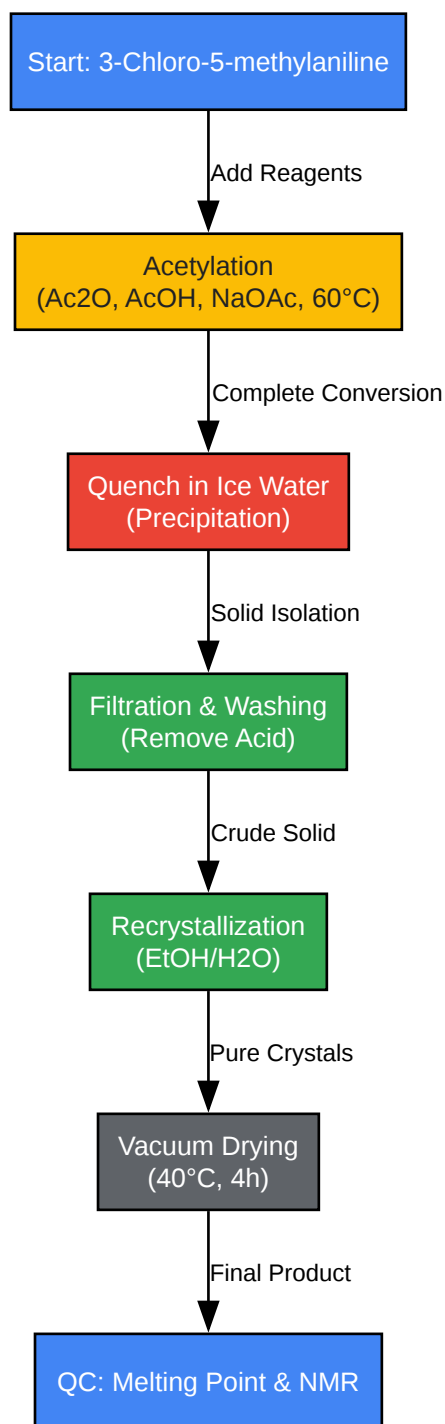 Start: 3-Chloro-5-methylaniline
Add Reagents
Acetylation
(Ac2O, AcOH, NaOAc, 60°C)
Complete Conversion
Quench in Ice Water
(Precipitation)
Solid Isolation
Filtration & Washing
(Remove Acid)
Crude Solid
Recrystallization
(EtOH/H2O)
Pure Crystals
Vacuum Drying
(40°C, 4h)
Final Product
QC: Melting Point & NMR